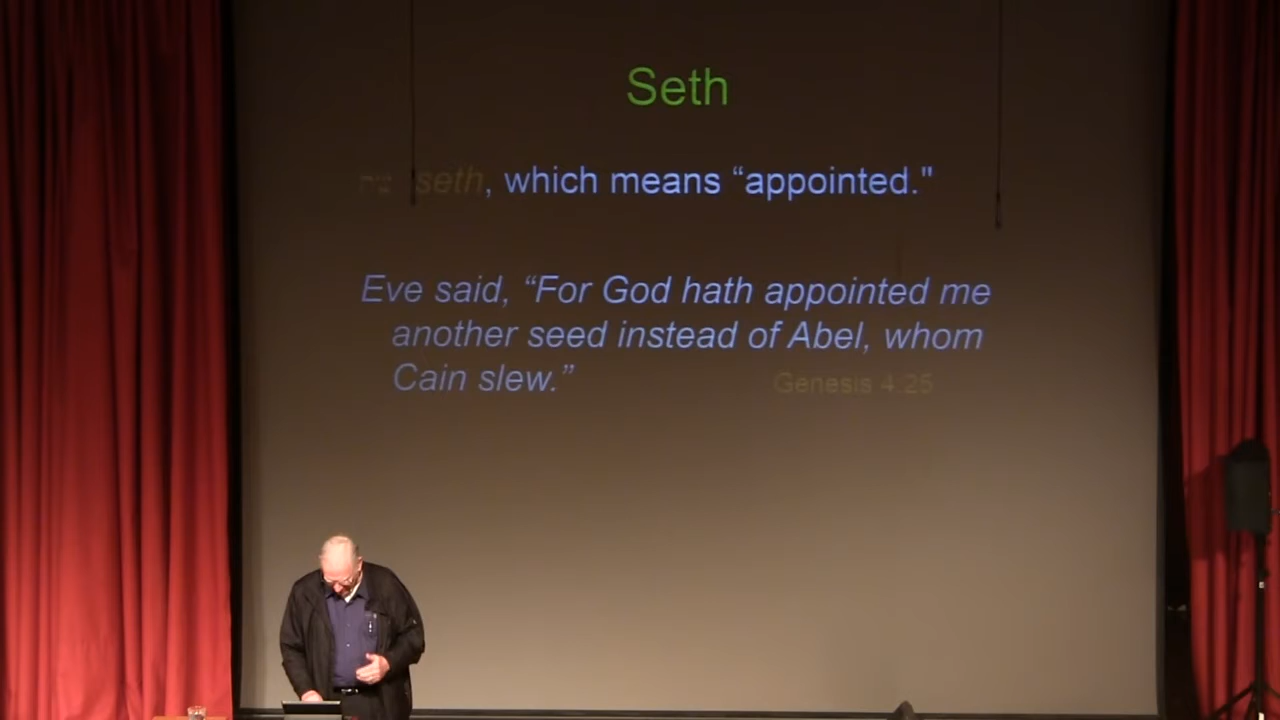 Seth
seth, which means “appointed."
Eve said, “For God hath appointed me
another seed instead of Abel, whom
Cain slew.” Genesis 4:25